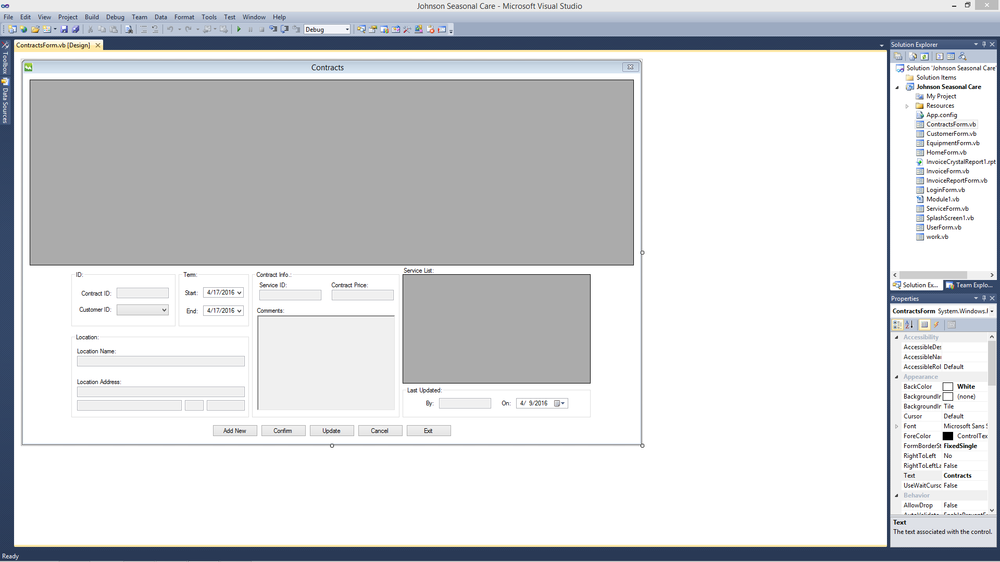 Johnson Seasonal Care - Microsoft Visual Studio
File Edit View Project Build Debug Team Data Format Tools Test Window Help
Debug
Toolbox
Data Sources
ContractsForm.vb [Design]
Contracts
ID:
Contract ID:
Customer ID:
Term:
Start: 4/17/2016
End: 4/17/2016
Contract Info.:
Service ID: Contract Price:
Comments:
Service List:
Location:
Location Name:
Location Address:
Last Updated:
By: On: 4/ 9/2016
Add New Confirm Update Cancel Exit
Solution Explorer
Solution 'Johnson Seasonal Care'
Solution Items
Johnson Seasonal Care
My Project
Resources
App.config
ContractsForm.vb
CustomerForm.vb
EquipmentForm.vb
HomeForm.vb
InvoiceCrystalReport1.rpt
InvoiceForm.vb
InvoiceReportForm.vb
LoginForm.vb
Module1.vb
ServiceForm.vb
SplashScreen1.vb
UserForm.vb
work.vb
Solution Ex... Team Explo...
Properties
ContractsForm System.Windows.F
Accessibility
AccessibleDes
AccessibleNar
AccessibleRol Default
Appearance
BackColor White
BackgroundIr (none)
BackgroundIr Tile
Cursor Default
Font Microsoft Sans S
ForeColor ControlTex
FormBorderSt FixedSingle
RightToLeft No
RightToLeftLa False
Text Contracts
UseWaitCurso False
Behavior
AllowDrop False
Text
The text associated with the control.
Ready